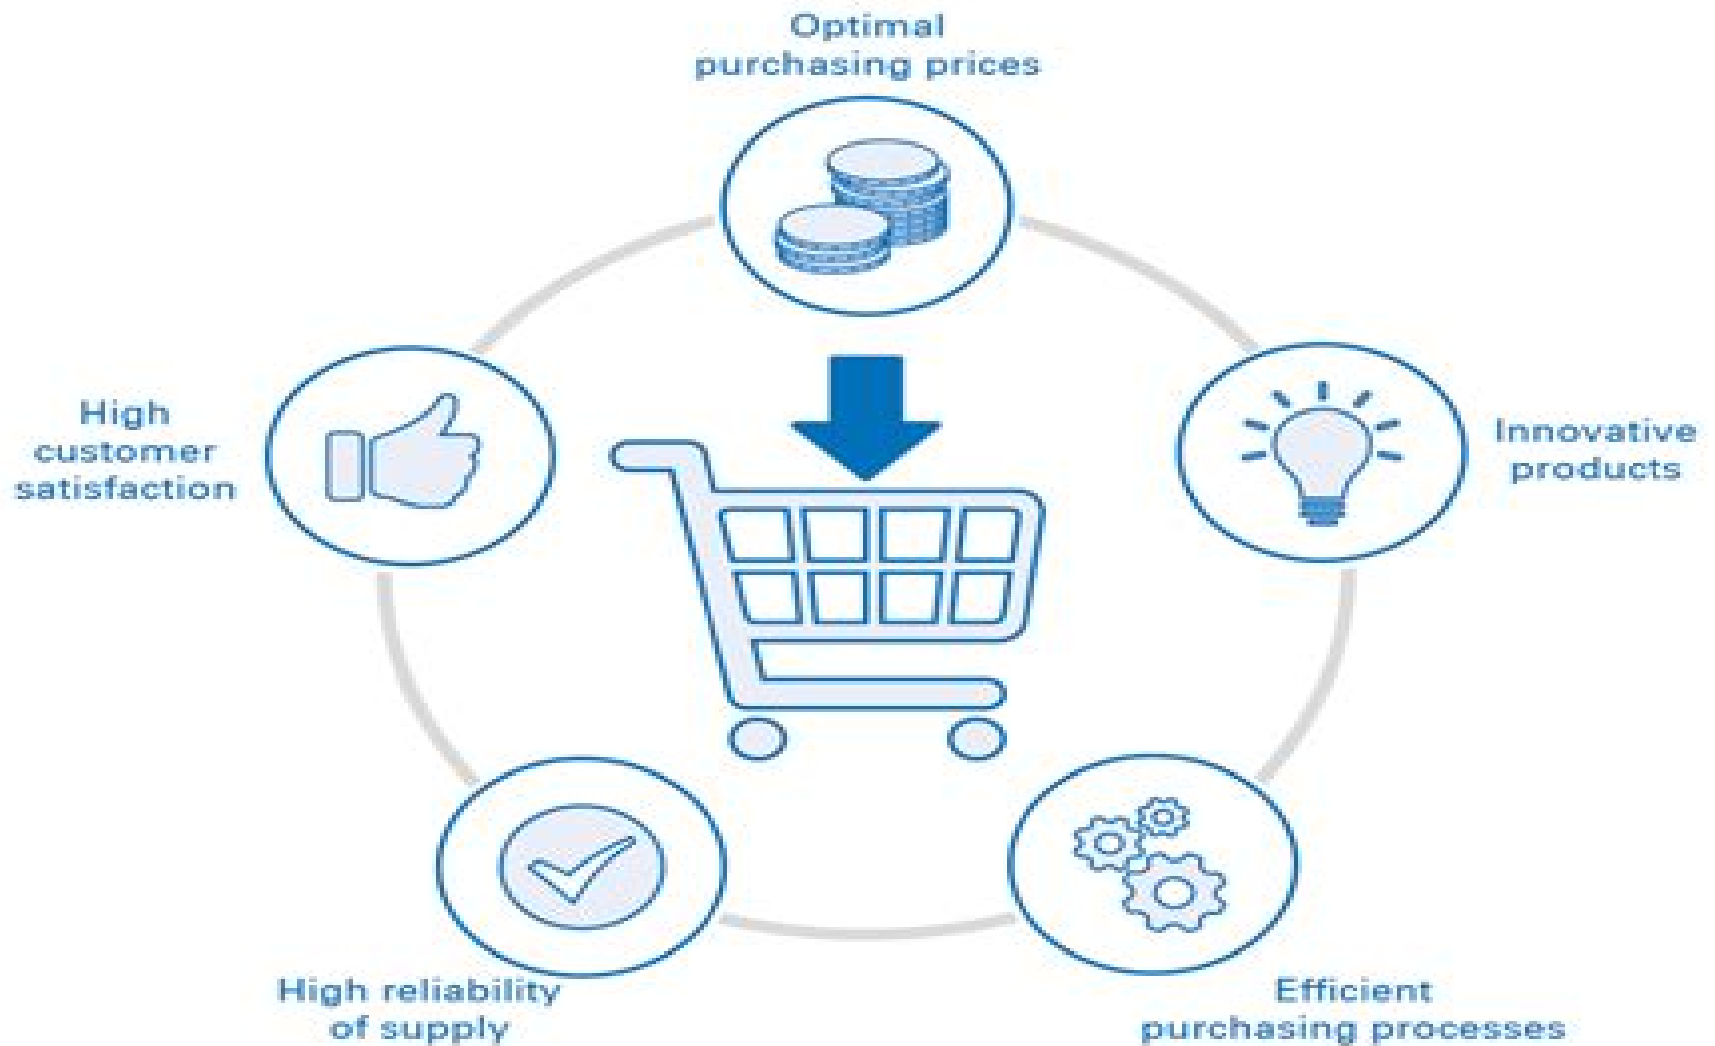 Optimal
purchasing prices
High
customer
satisfaction
Innovative
products
High reliability
of supply
Efficient
purchasing processes